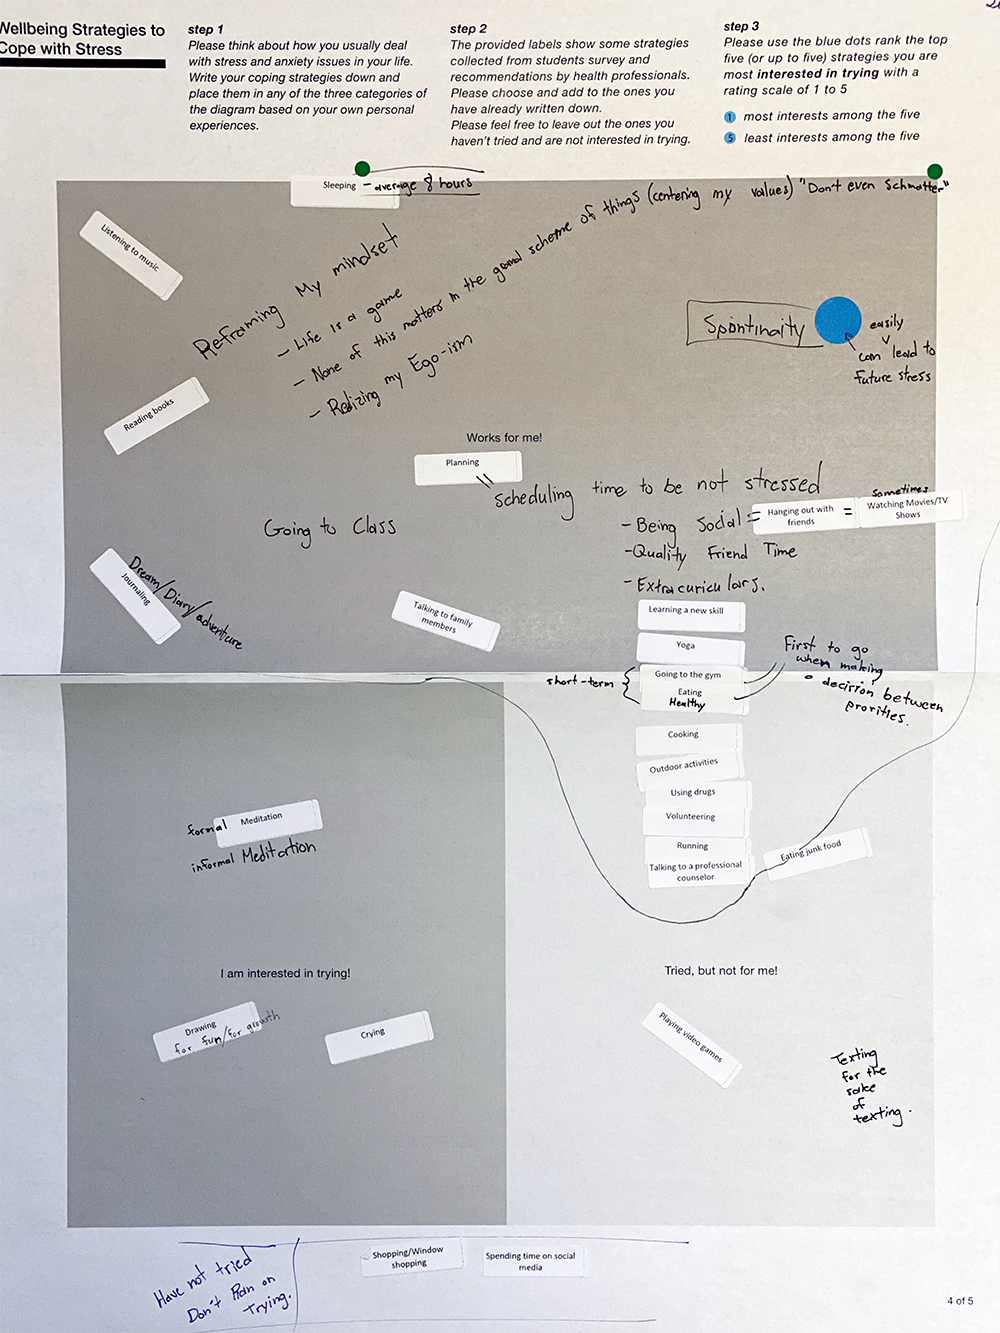 Wellbeing Strategies to
Cope with Stress
step 1
Please think about how you usually deal
with stress and anxiety issues in your life.
Write your coping strategies down and
place them in any of the three categories of
the diagram based on your own personal
experiences.
step 2
The provided labels show some strategies
collected from students survey and
recommendations by health professionals.
Please choose and add to the ones you
have already written down.
Please feel free to leave out the ones you
haven't tried and are not interested in trying.
step 3
Please use the blue dots rank the top
five (or up to five) strategies you are
most interested in trying with a
rating scale of 1 to 5
1 most interests among the five
5 least interests among the five
Sleeping - average 8 hours
Listening to music
Reframing My mindset
- Life is a game
- None of this matters in the grand scheme of things (centering my values) "Don't even Schmatter"
- Relizing my Ego-ism
Spontinaity
easily
can lead to
future stress
Reading books
Works for me!
Planning
scheduling time to be not stressed
Going to Class
- Being Social = Hanging out with friends = sometimes Watching Movies/TV Shows
- Quality Friend Time
- Extracuriculars.
Journaling
Dream/Diary/adventure
Talking to family
members
Learning a new skill
Yoga
short-term
Going to the gym
Eating
Healthy
First to go
when making
a decision between
prorities.
Cooking
Outdoor activities
Using drugs
Volunteering
Running
Talking to a professional
counselor
Eating junk food
formal Meditation
informal Meditation
I am interested in trying!
Drawing
for fun/for growth
Crying
Tried, but not for me!
Playing video games
Texting
for the
sake
of
texting.
Have not tried
Don't Plan on
Trying.
Shopping/Window
shopping
Spending time on social
media
4 of 5